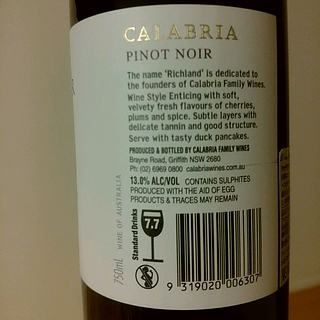 CALABRIA
PINOT NOIR
The name 'Richland' is dedicated to
the founders of Calabria Family Wines.
Wine Style Enticing with soft,
velvety fresh flavours of cherries,
plums and spice. Subtle layers with
delicate tannin and good structure.
Serve with tasty duck pancakes.
PRODUCED & BOTTLED BY CALABRIA FAMILY WINES
Brayne Road, Griffith NSW 2680
Ph: (02) 6969 0800 calabriawines.com.au
13.0% ALC/VOL CONTAINS SULPHITES
PRODUCED WITH THE AID OF EGG
PRODUCTS & TRACES MAY REMAIN
750mL WINE OF AUSTRALIA
Standard Drinks
7.7
9 319020 006307